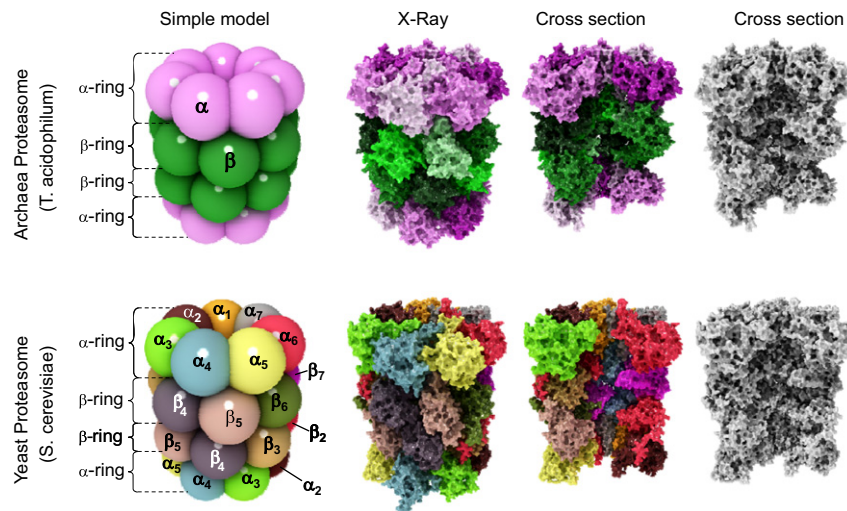 Simple model
X-Ray
Cross section
Cross section
Archaea Proteasome
(T. acidophilum)
α-ring
β-ring
β-ring
α-ring
α
β
Yeast Proteasome
(S. cerevisiae)
α-ring
β-ring
β-ring
α-ring
α₂
α₁
α₇
α₃
α₆
α₄
α₅
β₇
β₄
β₅
β₆
β₂
β₅
β₄
β₃
α₅
α₄
α₃
α₂